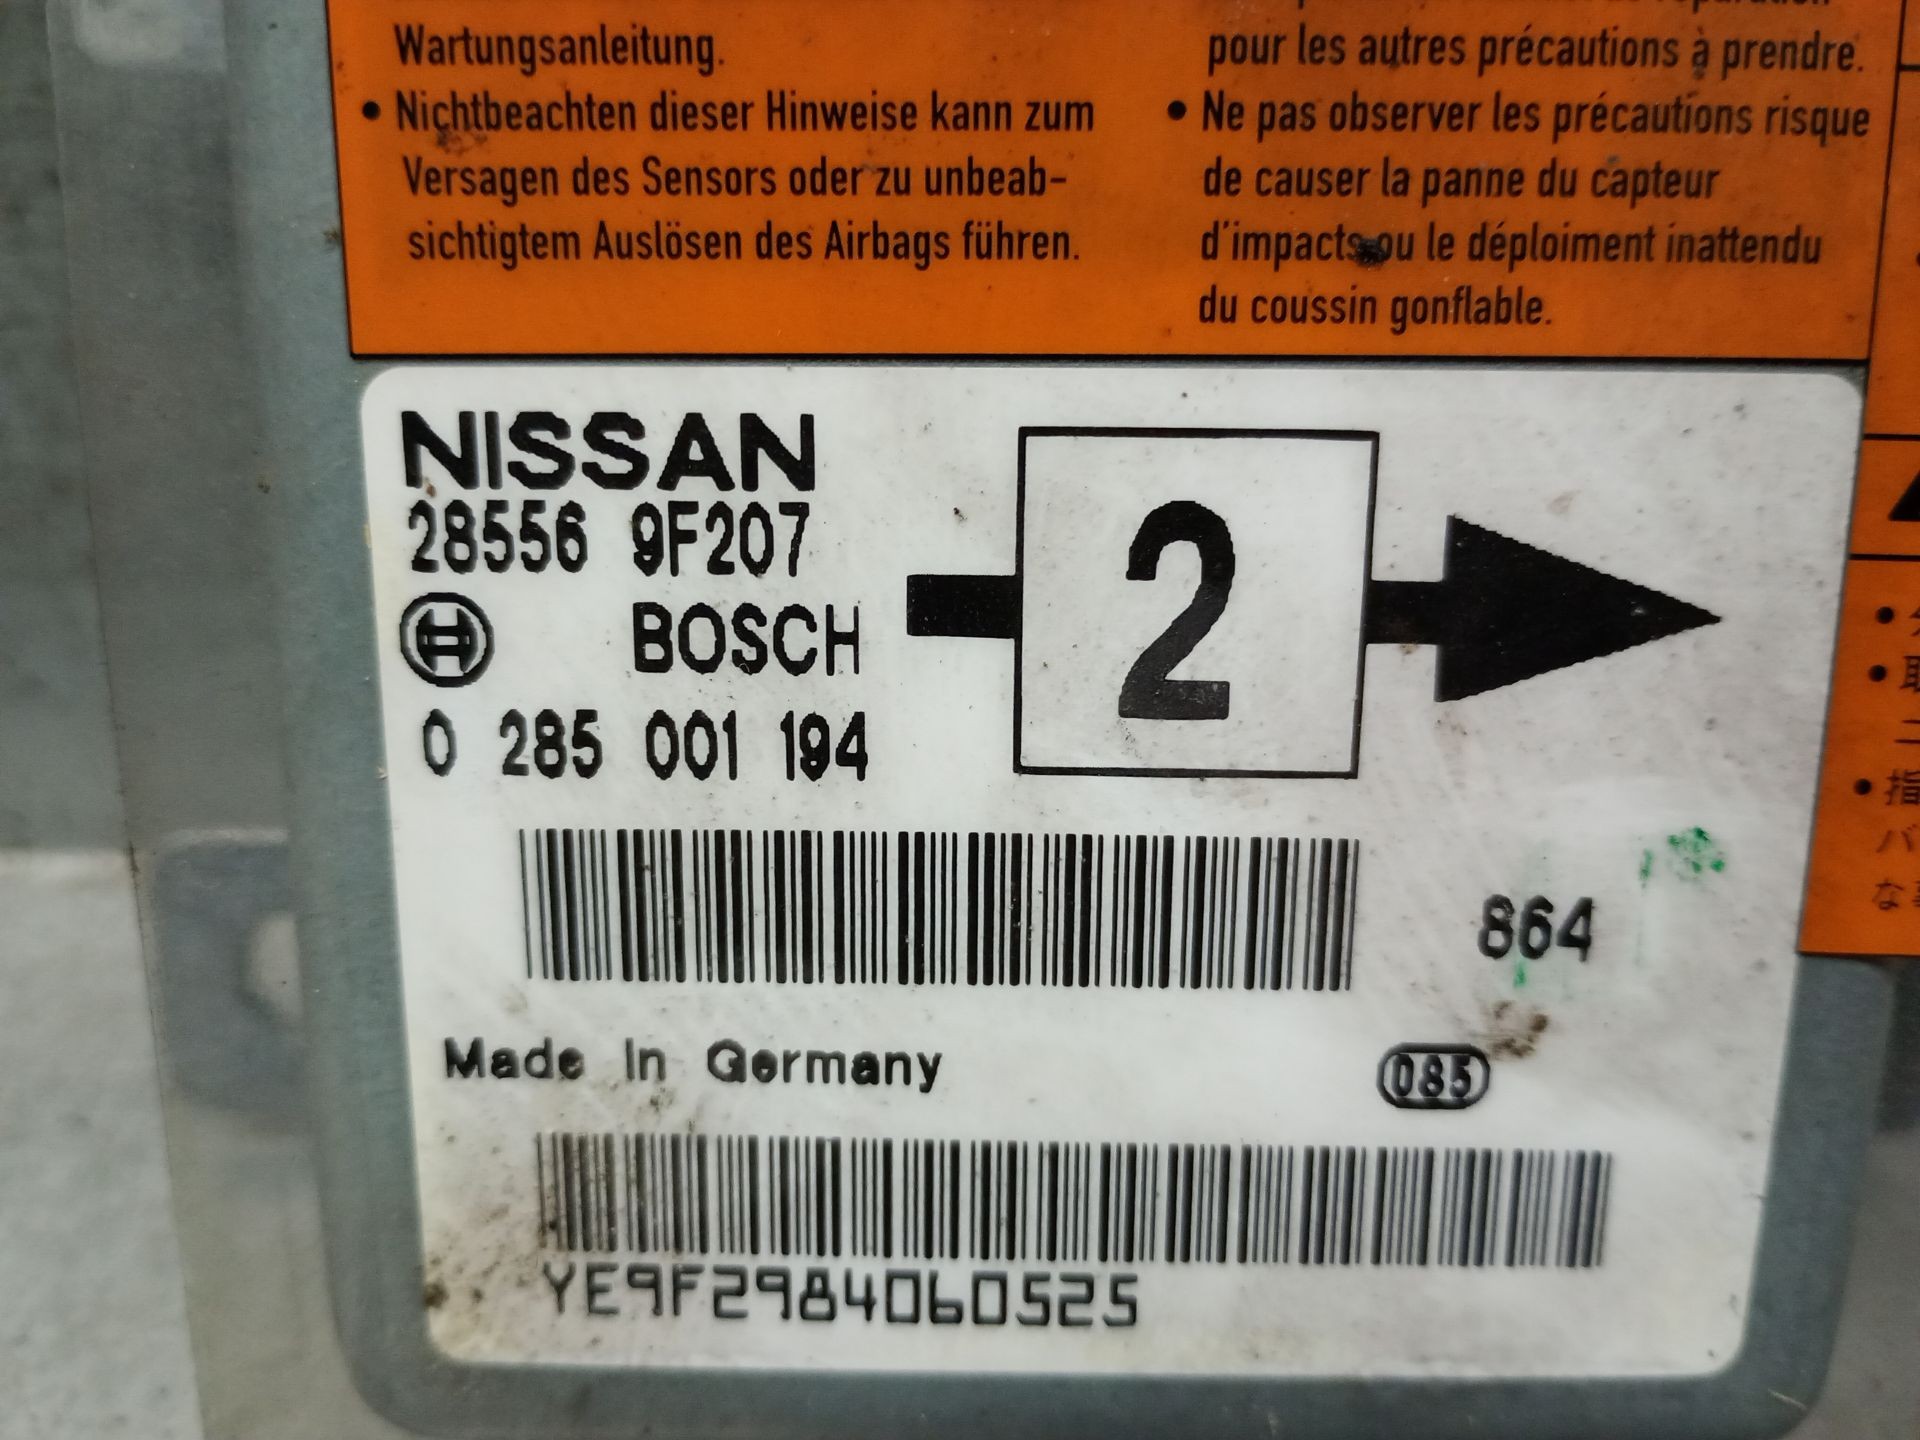 Wartungsanleitung.
• Nichtbeachten dieser Hinweise kann zum
Versagen des Sensors oder zu unbeab-
sichtigtem Auslösen des Airbags führen.
pour les autres précautions à prendre.
• Ne pas observer les précautions risque
de causer la panne du capteur
d'impacts ou le déploiment inattendu
du coussin gonflable.
NISSAN
28556 9F207
BOSCH
0 285 001 194
2
864
Made In Germany
085
YE9F2984060525